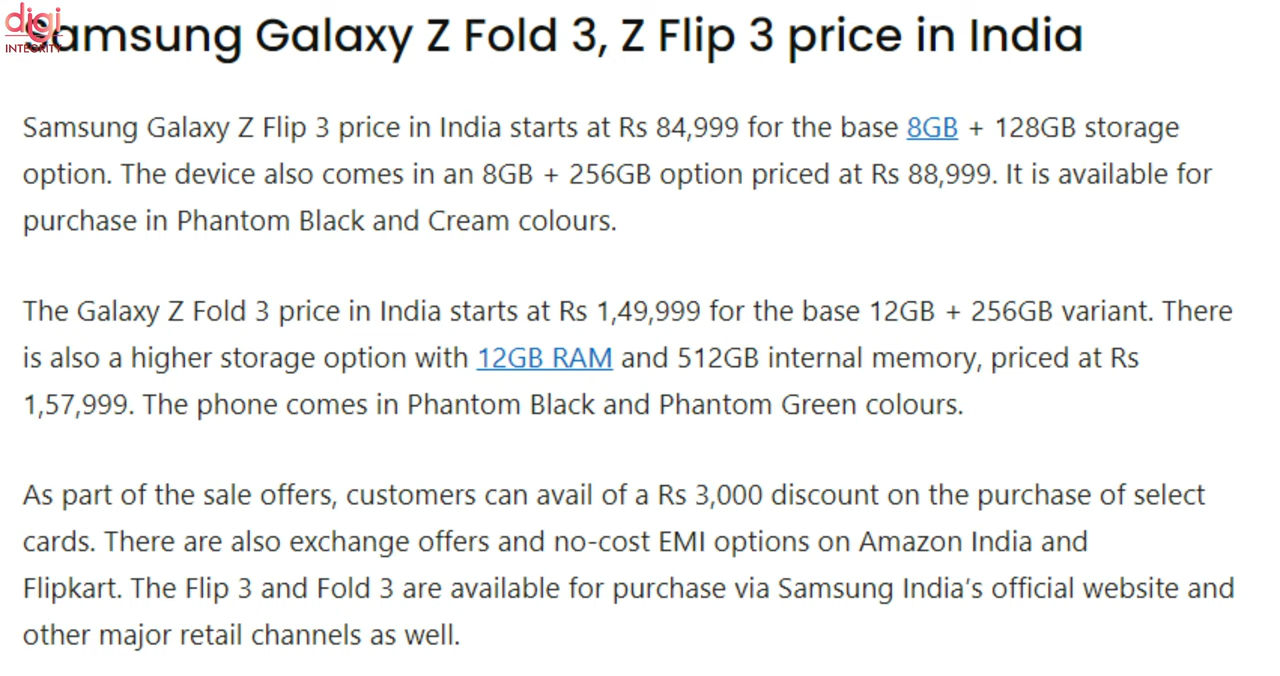 digi
INTEGRITY
Samsung Galaxy Z Fold 3, Z Flip 3 price in India
Samsung Galaxy Z Flip 3 price in India starts at Rs 84,999 for the base 8GB + 128GB storage
option. The device also comes in an 8GB + 256GB option priced at Rs 88,999. It is available for
purchase in Phantom Black and Cream colours.
The Galaxy Z Fold 3 price in India starts at Rs 1,49,999 for the base 12GB + 256GB variant. There
is also a higher storage option with 12GB RAM and 512GB internal memory, priced at Rs
1,57,999. The phone comes in Phantom Black and Phantom Green colours.
As part of the sale offers, customers can avail of a Rs 3,000 discount on the purchase of select
cards. There are also exchange offers and no-cost EMI options on Amazon India and
Flipkart. The Flip 3 and Fold 3 are available for purchase via Samsung India's official website and
other major retail channels as well.